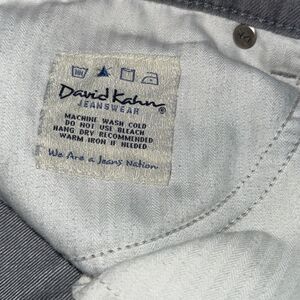 David Kahn®
JEANSWEAR
MACHINE WASH COLD
DO NOT USE BLEACH
HANG DRY RECOMMENDED
WARM IRON IF NEEDED
We Are a Jeans Nation